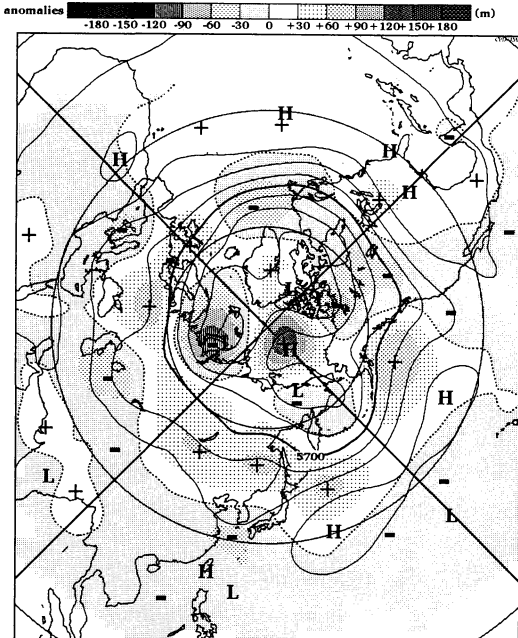 anomalies (m)
-180 -150 -120 -90 -60 -30 0 +30 +60 +90 +120 +150 +180
H
H H
H
+ +
+
+ H
-
-
+
-
+
L
+ -
-
H
L
-
+
H
-
+
-
5700
+ +
L
+
+
-
L
H
-
-
H
L
-